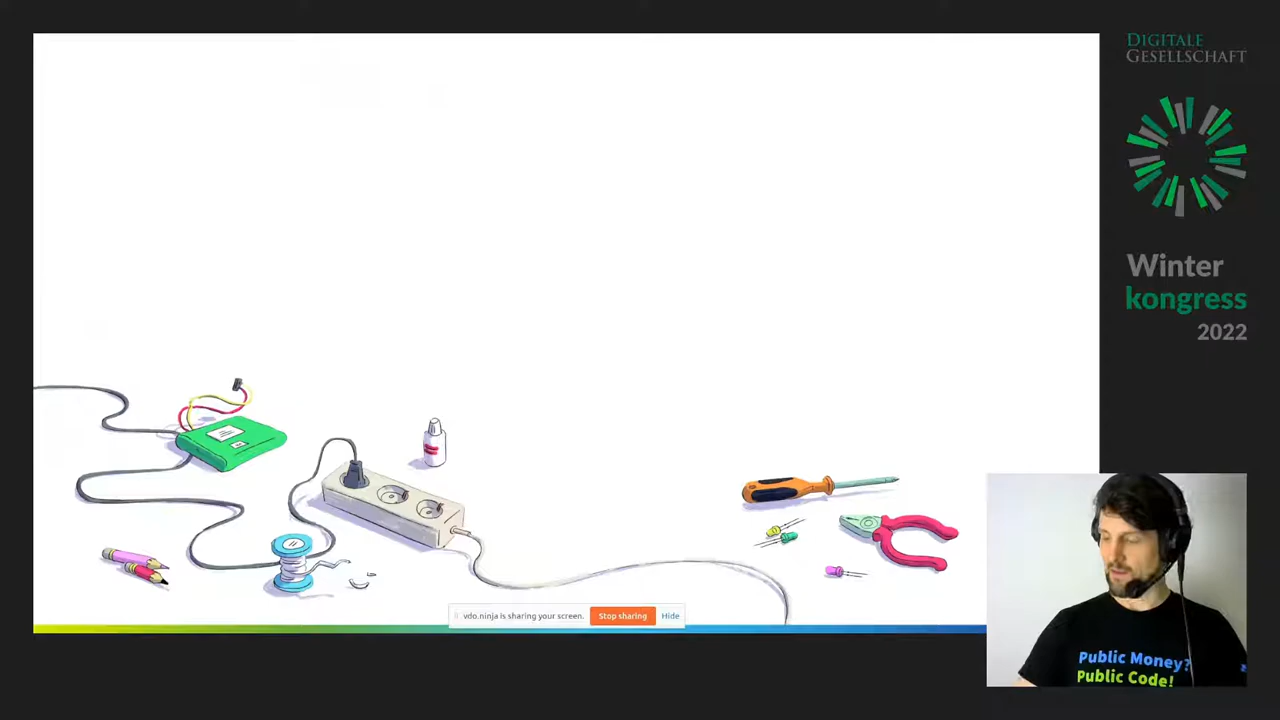 DIGITALE
GESELLSCHAFT
Winter
kongress
2022
vdo.ninja is sharing your screen.
Stop sharing
Hide
Public Money?
Public Code!